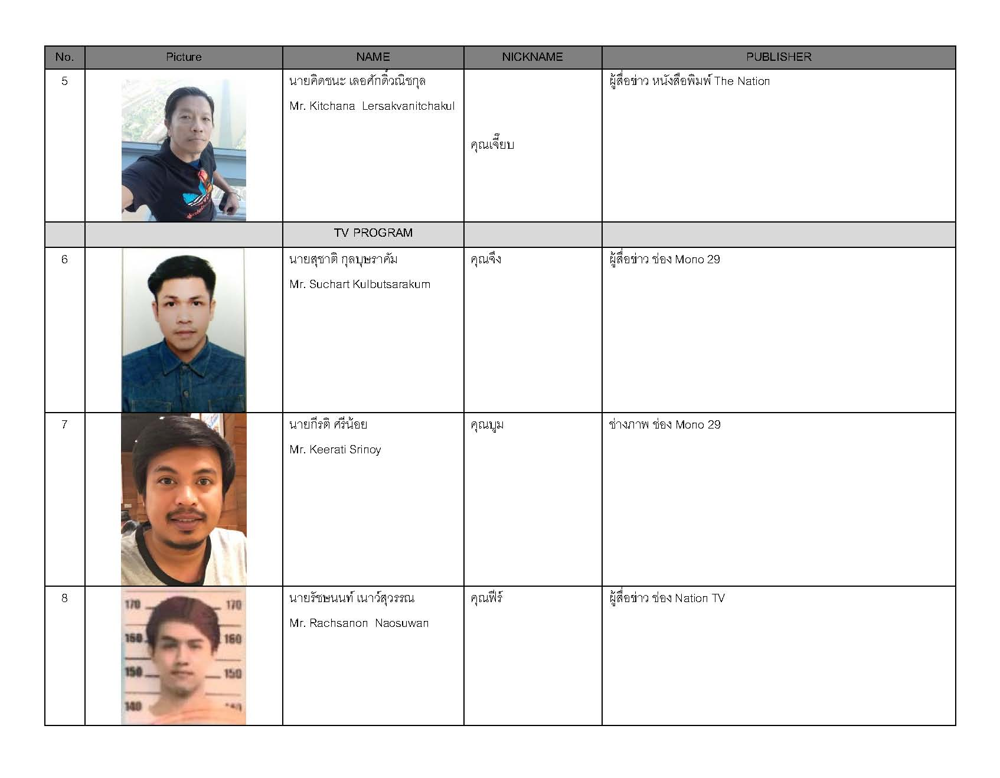 No. Picture NAME NICKNAME PUBLISHER
5 นายคิดชนะ เลอศักดิ์วณิชกุล ผู้สื่อข่าว หนังสือพิมพ์ The Nation
Mr. Kitchana Lersakvanitchakul
คุณเจี๊ยบ
TV PROGRAM
6 นายสุชาติ กุลบุษราคัม คุณจึง ผู้สื่อข่าว ช่อง Mono 29
Mr. Suchart Kulbutsarakum
7 นายกีรติ ศรีน้อย คุณบูม ช่างภาพ ช่อง Mono 29
Mr. Keerati Srinoy
8 นายรัชษนนท์ เนาว์สุวรรณ คุณฟีร์ ผู้สื่อข่าว ช่อง Nation TV
Mr. Rachsanon Naosuwan
170 170
160 160
150 150
140